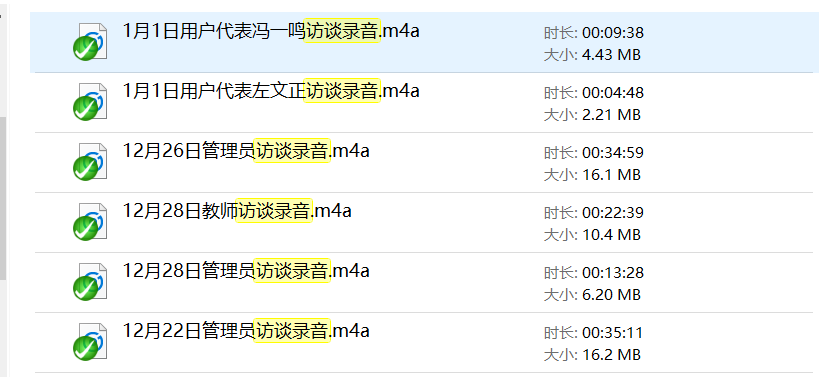 1月1日用户代表冯一鸣访谈录音.m4a
时长: 00:09:38
大小: 4.43 MB
1月1日用户代表左文正访谈录音.m4a
时长: 00:04:48
大小: 2.21 MB
12月26日管理员访谈录音.m4a
时长: 00:34:59
大小: 16.1 MB
12月28日教师访谈录音.m4a
时长: 00:22:39
大小: 10.4 MB
12月28日管理员访谈录音.m4a
时长: 00:13:28
大小: 6.20 MB
12月22日管理员访谈录音.m4a
时长: 00:35:11
大小: 16.2 MB